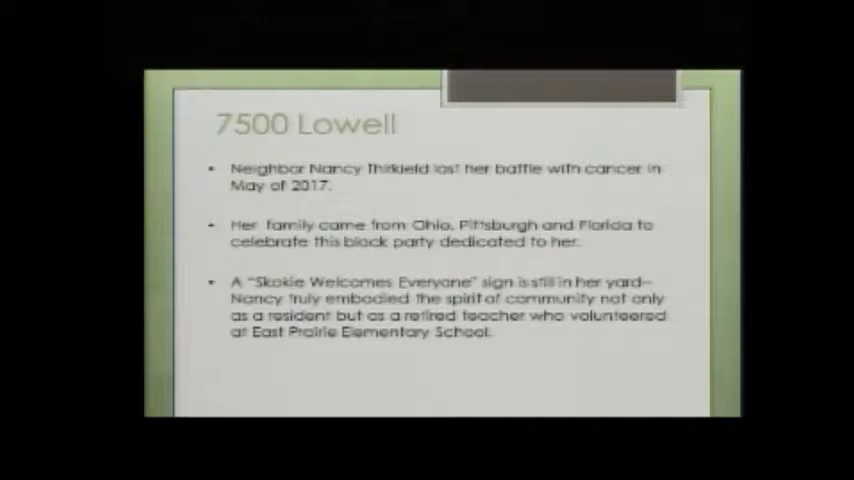 7500 Lowell
• Neighbor Nancy Thirkield lost her battle with cancer in
May of 2017.
• Her family came from Ohio, Pittsburgh and Florida to
celebrate this block party dedicated to her.
• A "Skokie Welcomes Everyone" sign is still in her yard–
Nancy truly embodied the spirit of community not only
as a resident but as a retired teacher who volunteered
at East Prairie Elementary School.